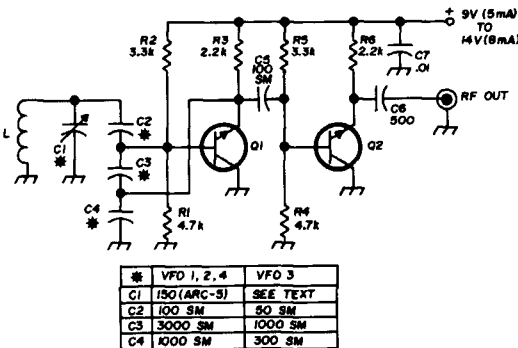 + 9V (5mA)
TO
14V (8mA)
R2
3.3k
R3
2.2k
C5
100
SM
R5
3.3k
R6
2.2k
C7
.01
L
C1
✱
C2
✱
C3
✱
C4
✱
Q1
Q2
C6
500
RF OUT
R1
4.7k
R4
4.7k
✱ VFO 1, 2, 4 VFO 3
C1 150 (ARC-5) SEE TEXT
C2 100 SM 50 SM
C3 3000 SM 1000 SM
C4 1000 SM 300 SM